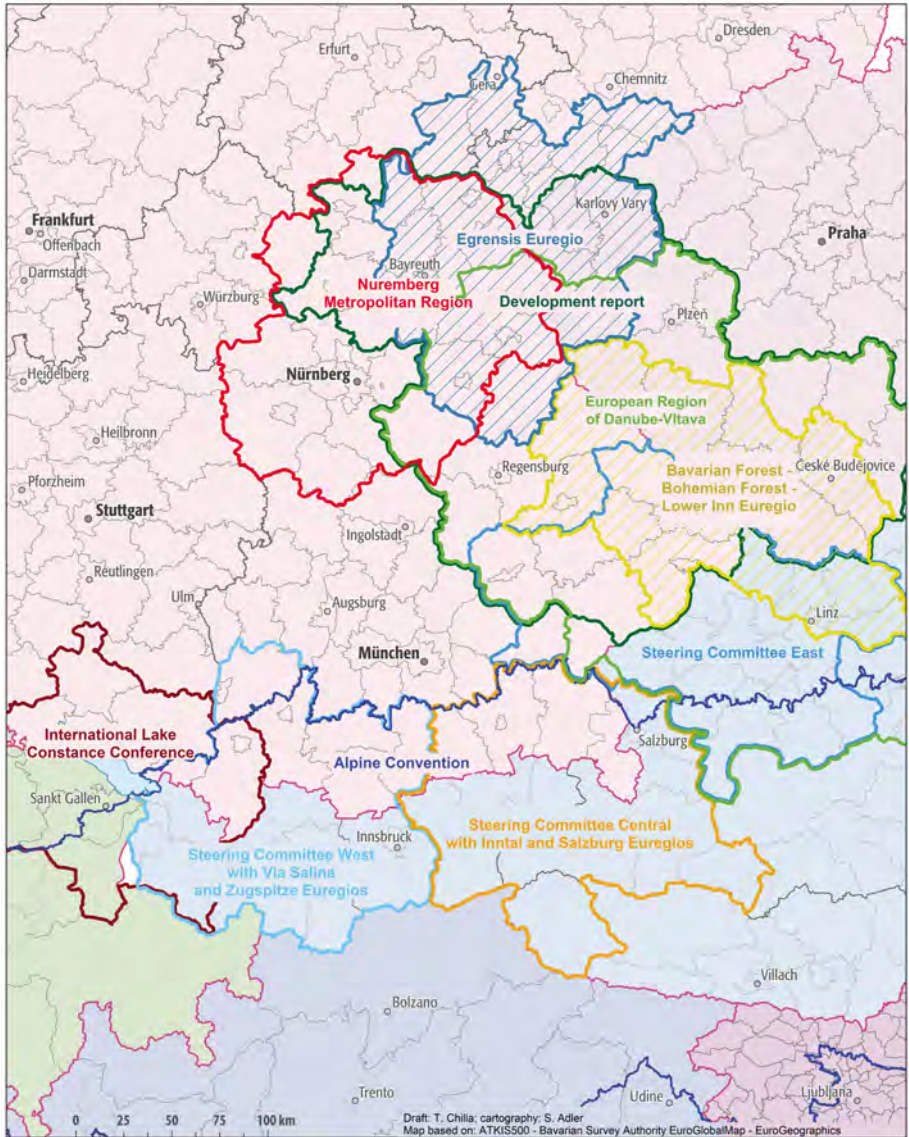 Dresden
Erfurt
Gera
Chemnitz
Karlovy Vary
Frankfurt
Offenbach
Praha
Egrensis Euregio
Darmstadt
Bayreuth
Nuremberg
Metropolitan Region
Würzburg
Development report
Plzeň
Heidelberg
Nürnberg
European Region
of Danube-Vltava
Heilbronn
Regensburg
Bavarian Forest -
Bohemian Forest -
Lower Inn Euregio
České Budějovice
Pforzheim
Stuttgart
Ingolstadt
Reutlingen
Ulm
Augsburg
Linz
München
Steering Committee East
International Lake
Constance Conference
Salzburg
Alpine Convention
Sankt Gallen
Innsbruck
Steering Committee Central
with Inntal and Salzburg Euregios
Steering Committee West
with Via Salina
and Zugspitze Euregios
Villach
Bolzano
Trento
Udine
Ljubljana
0 25 50 75 100 km
Draft: T. Chilla; cartography: S. Adler
Map based on: ATKIS500 - Bavarian Survey Authority EuroGlobalMap - EuroGeographics